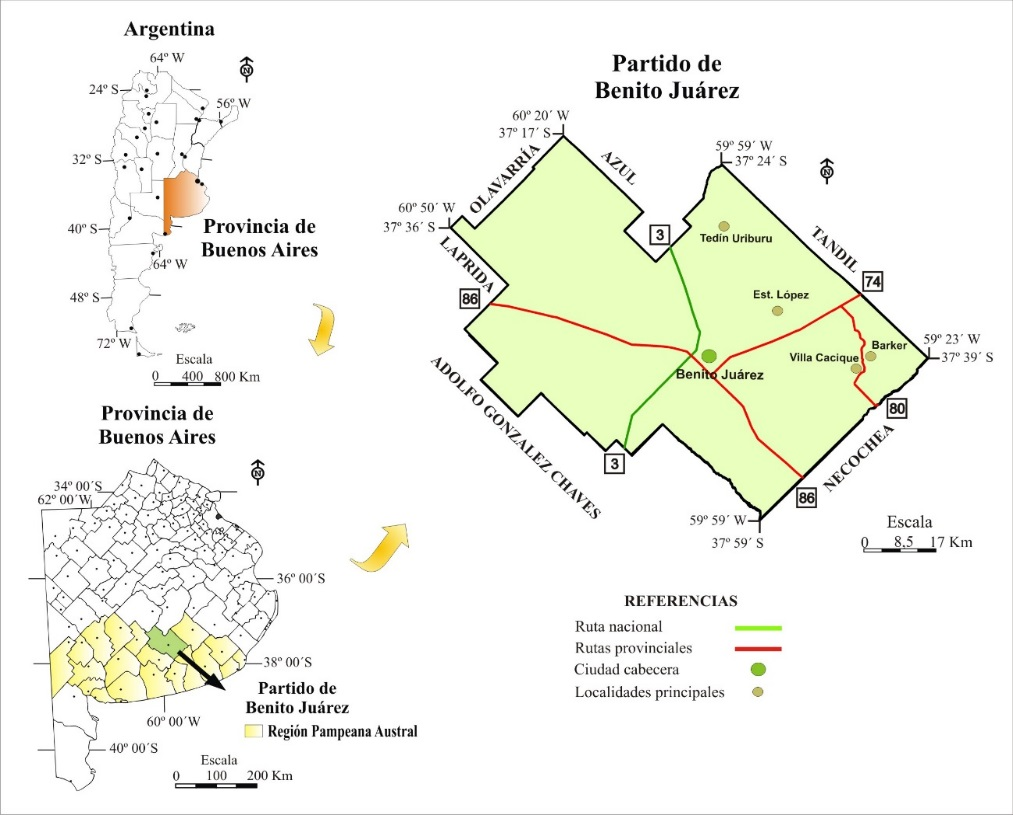 Argentina
64º W
24º S
56º W
32º S
40º S
Provincia de
Buenos Aires
64º W
48º S
72º W
Escala
0 400 800 Km
Provincia de
Buenos Aires
34º 00´S
62º 00´W
36º 00´S
38º 00´S
Partido de
Benito Juárez
60º 00´W
Región Pampeana Austral
40º 00´S
Escala
0 100 200 Km
Partido de
Benito Juárez
60º 20´ W
37º 17´ S
59º 59´ W
37º 24´ S
OLAVARRÍA
AZUL
60º 50´ W
37º 36´ S
3
Tedín Uriburu
TANDIL
LAPRIDA
86
74
Est. López
59º 23´ W
37º 39´ S
Barker
Villa Cacique
Benito Juárez
ADOLFO GONZALEZ CHAVES
80
NECOCHEA
3
86
59º 59´ W
37º 59´ S
Escala
0 8,5 17 Km
REFERENCIAS
Ruta nacional
Rutas provinciales
Ciudad cabecera
Localidades principales
N
N
N